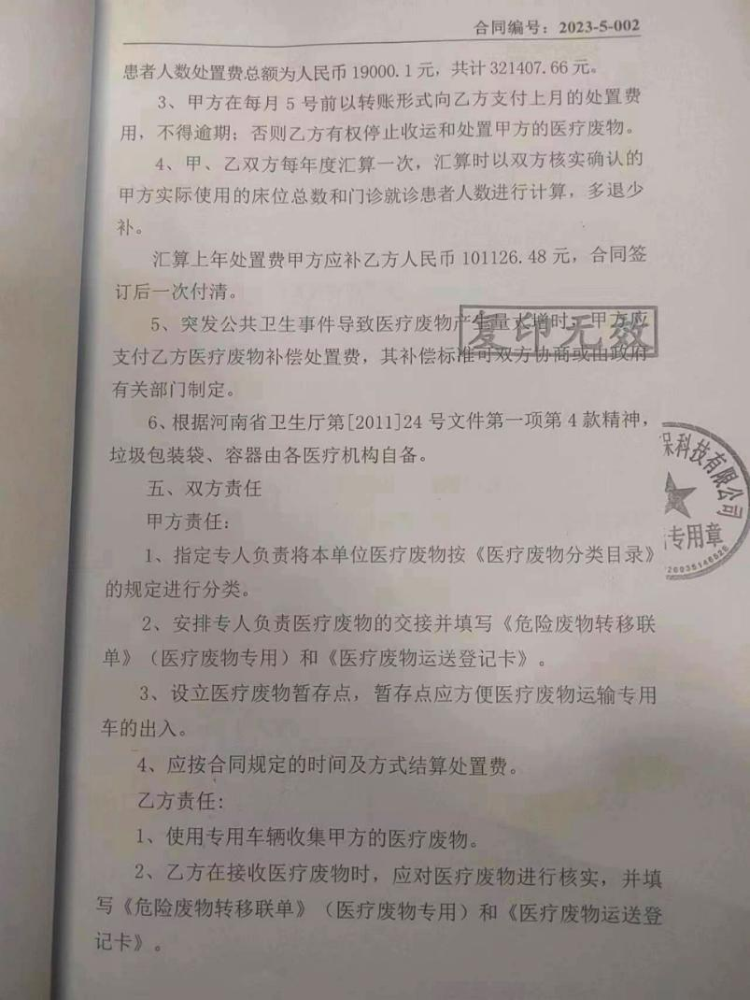 合同编号：2023-5-002
患者人数处置费总额为人民币 19000.1 元，共计 321407.66 元。
3、甲方在每月 5 号前以转账形式向乙方支付上月的处置费
用，不得逾期；否则乙方有权停止收运和处置甲方的医疗废物。
4、甲、乙双方每年度汇算一次，汇算时以双方核实确认的
甲方实际使用的床位总数和门诊就诊患者人数进行计算，多退少
补。
汇算上年处置费甲方应补乙方人民币 101126.48 元，合同签
订后一次付清。
5、突发公共卫生事件导致医疗废物产生量大增时，甲方应
复印无效
支付乙方医疗废物补偿处置费，其补偿标准可双方协商或由政府
有关部门制定。
6、根据河南省卫生厅第[2011]24 号文件第一项第 4 款精神，
垃圾包装袋、容器由各医疗机构自备。
保科技有限公司
专用章
五、双方责任
甲方责任：
1、指定专人负责将本单位医疗废物按《医疗废物分类目录》
的规定进行分类。
2、安排专人负责医疗废物的交接并填写《危险废物转移联
单》（医疗废物专用）和《医疗废物运送登记卡》。
3、设立医疗废物暂存点，暂存点应方便医疗废物运输专用
车的出入。
4、应按合同规定的时间及方式结算处置费。
乙方责任：
1、使用专用车辆收集甲方的医疗废物。
2、乙方在接收医疗废物时，应对医疗废物进行核实，并填
写《危险废物转移联单》（医疗废物专用）和《医疗废物运送登
记卡》。